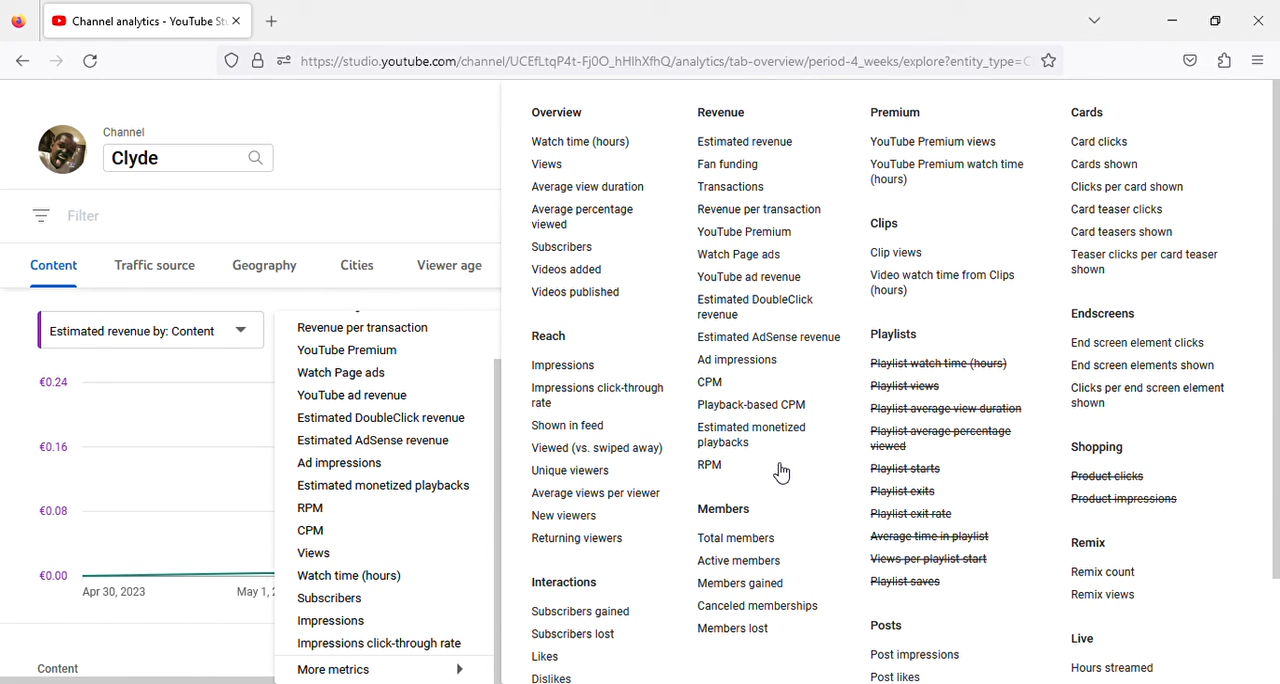 Channel analytics - YouTube St
https://studio.youtube.com/channel/UCEfLtqP4t-Fj0O_hHlhXfhQ/analytics/tab-overview/period-4_weeks/explore?entity_type=C
Channel
Clyde
Filter
Content
Traffic source
Geography
Cities
Viewer age
Estimated revenue by: Content
€0.24
€0.16
€0.08
€0.00
Apr 30, 2023
May 1,
Content
Revenue per transaction
YouTube Premium
Watch Page ads
YouTube ad revenue
Estimated DoubleClick revenue
Estimated AdSense revenue
Ad impressions
Estimated monetized playbacks
RPM
CPM
Views
Watch time (hours)
Subscribers
Impressions
Impressions click-through rate
More metrics
Overview
Watch time (hours)
Views
Average view duration
Average percentage
viewed
Subscribers
Videos added
Videos published
Reach
Impressions
Impressions click-through
rate
Shown in feed
Viewed (vs. swiped away)
Unique viewers
Average views per viewer
New viewers
Returning viewers
Interactions
Subscribers gained
Subscribers lost
Likes
Dislikes
Revenue
Estimated revenue
Fan funding
Transactions
Revenue per transaction
YouTube Premium
Watch Page ads
YouTube ad revenue
Estimated DoubleClick
revenue
Estimated AdSense revenue
Ad impressions
CPM
Playback-based CPM
Estimated monetized
playbacks
RPM
Members
Total members
Active members
Members gained
Canceled memberships
Members lost
Premium
YouTube Premium views
YouTube Premium watch time
(hours)
Clips
Clip views
Video watch time from Clips
(hours)
Playlists
Playlist watch time (hours)
Playlist views
Playlist average view duration
Playlist average percentage
viewed
Playlist starts
Playlist exits
Playlist exit rate
Average time in playlist
Views per playlist start
Playlist saves
Posts
Post impressions
Post likes
Cards
Card clicks
Cards shown
Clicks per card shown
Card teaser clicks
Card teasers shown
Teaser clicks per card teaser
shown
Endscreens
End screen element clicks
End screen elements shown
Clicks per end screen element
shown
Shopping
Product clicks
Product impressions
Remix
Remix count
Remix views
Live
Hours streamed